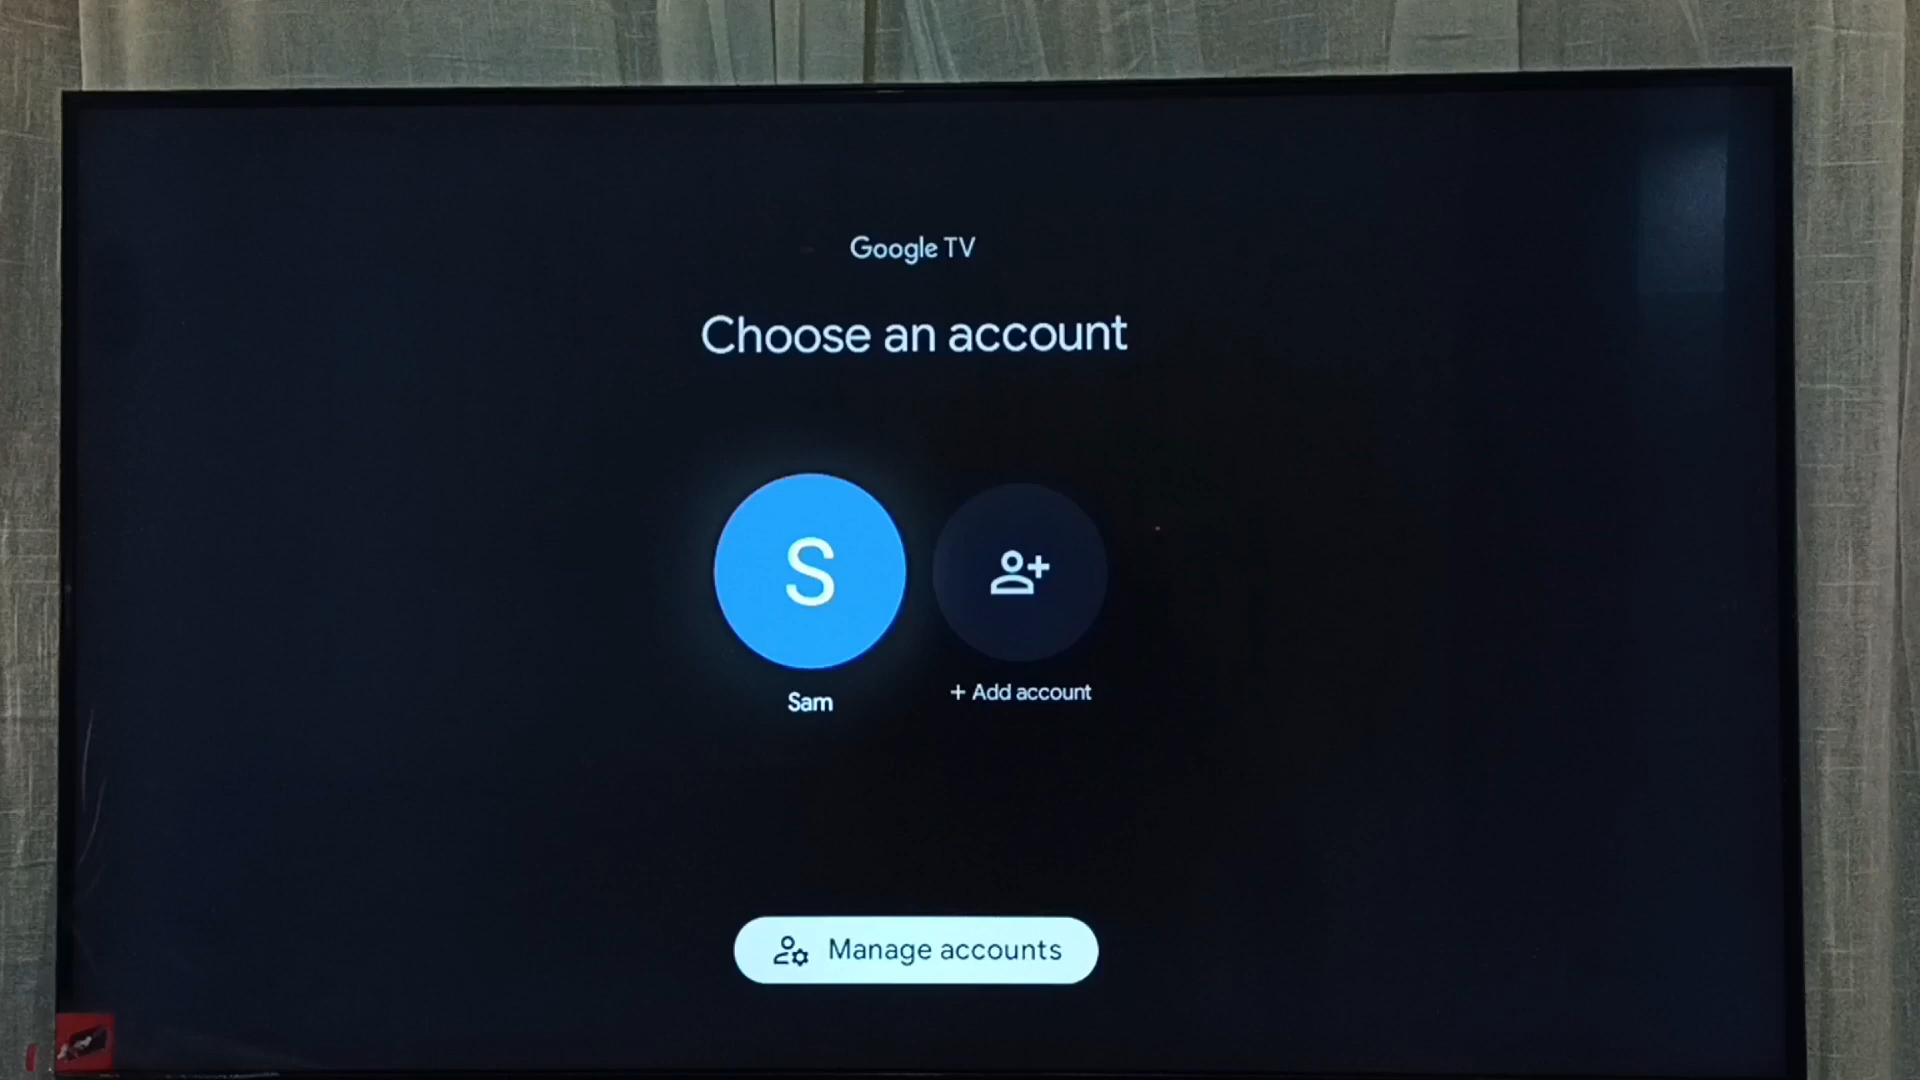 Google TV
Choose an account
S
Sam
+ Add account
Manage accounts